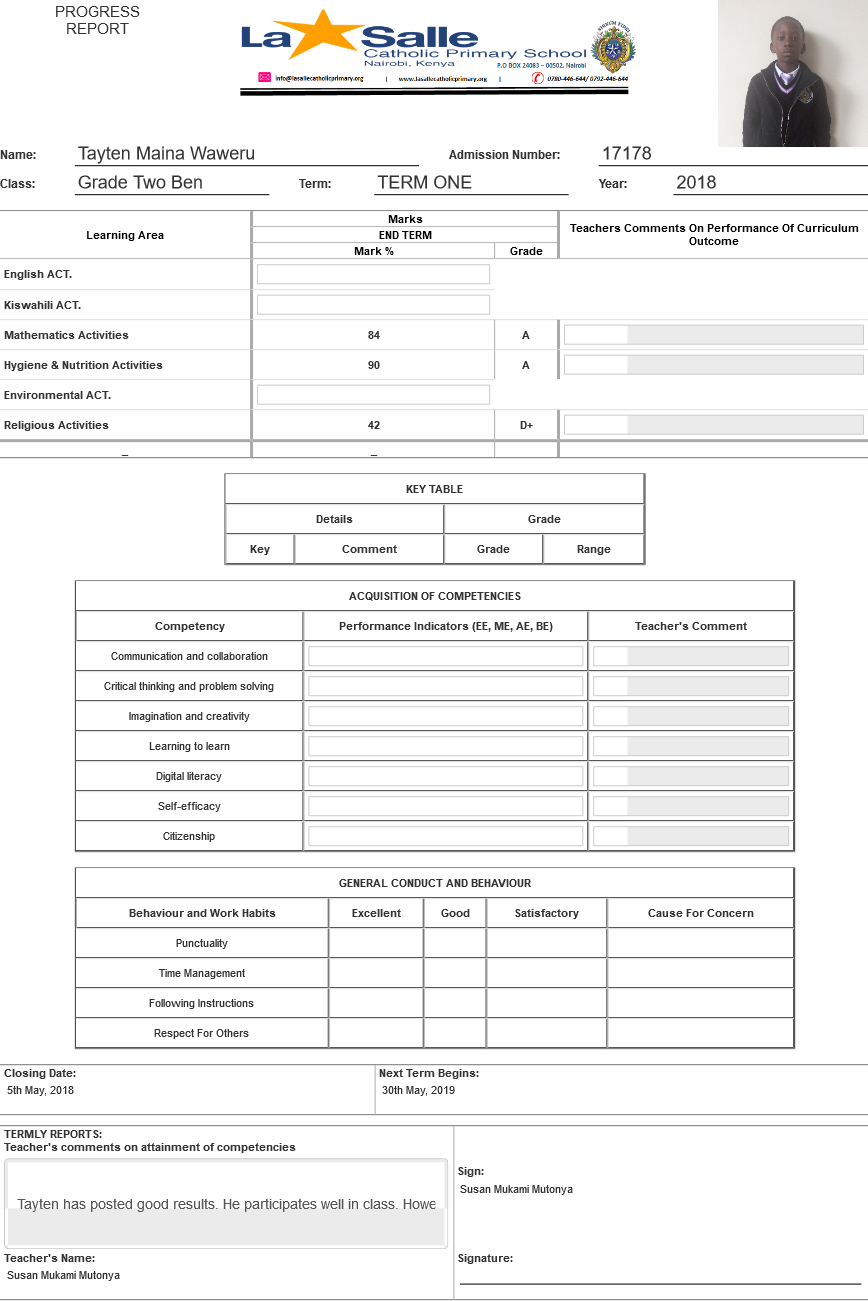 PROGRESS
REPORT
La Salle
Catholic Primary School
Nairobi, Kenya
P.O BOX 24083 – 00502, Nairobi
info@lasallecatholicprimary.org | www.lasallecatholicprimary.org | 0780-446-644/ 0792-446-644
Name: Tayten Maina Waweru Admission Number: 17178
Class: Grade Two Ben Term: TERM ONE Year: 2018
Learning Area Marks Teachers Comments On Performance Of Curriculum Outcome
END TERM
Mark % Grade
English ACT.
Kiswahili ACT.
Mathematics Activities 84 A
Hygiene & Nutrition Activities 90 A
Environmental ACT.
Religious Activities 42 D+
_ _
KEY TABLE
Details Grade
Key Comment Grade Range
ACQUISITION OF COMPETENCIES
Competency Performance Indicators (EE, ME, AE, BE) Teacher's Comment
Communication and collaboration
Critical thinking and problem solving
Imagination and creativity
Learning to learn
Digital literacy
Self-efficacy
Citizenship
GENERAL CONDUCT AND BEHAVIOUR
Behaviour and Work Habits Excellent Good Satisfactory Cause For Concern
Punctuality
Time Management
Following Instructions
Respect For Others
Closing Date: Next Term Begins:
5th May, 2018 30th May, 2019
TERMLY REPORTS:
Teacher's comments on attainment of competencies
Sign:
Susan Mukami Mutonya
Tayten has posted good results. He participates well in class. Howe
Teacher's Name: Signature:
Susan Mukami Mutonya